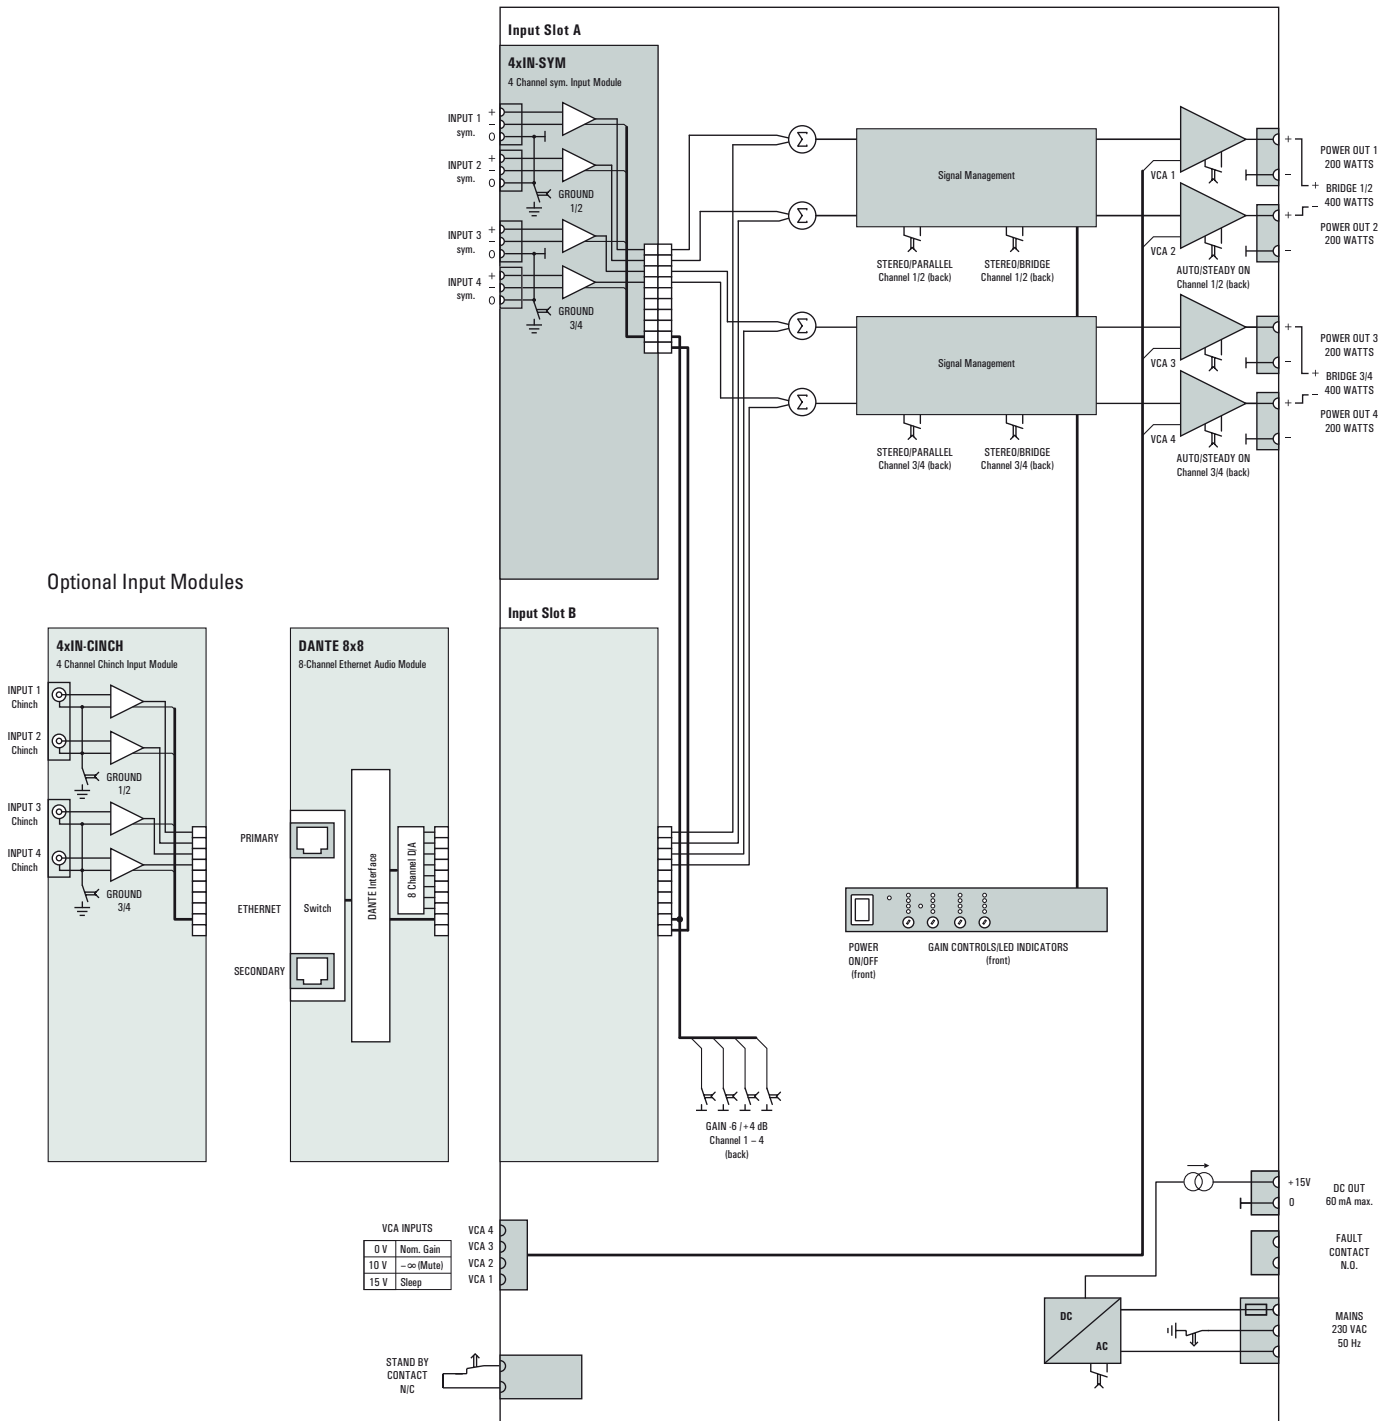 Input Slot A
4xIN-SYM
4 Channel sym. Input Module
INPUT 1
sym.
+
−
0
INPUT 2
sym.
+
−
0
GROUND
1/2
INPUT 3
sym.
+
−
0
INPUT 4
sym.
+
−
0
GROUND
3/4
Σ
Σ
Σ
Σ
Signal Management
STEREO/PARALLEL
Channel 1/2 (back)
STEREO/BRIDGE
Channel 1/2 (back)
Signal Management
STEREO/PARALLEL
Channel 3/4 (back)
STEREO/BRIDGE
Channel 3/4 (back)
VCA 1
VCA 2
AUTO/STEADY ON
Channel 1/2 (back)
VCA 3
VCA 4
AUTO/STEADY ON
Channel 3/4 (back)
+
−
+
−
POWER OUT 1
200 WATTS
+ BRIDGE 1/2
− 400 WATTS
POWER OUT 2
200 WATTS
+
−
+
−
POWER OUT 3
200 WATTS
+ BRIDGE 3/4
− 400 WATTS
POWER OUT 4
200 WATTS
Optional Input Modules
4xIN-CINCH
4 Channel Chinch Input Module
INPUT 1
Chinch
INPUT 2
Chinch
GROUND
1/2
INPUT 3
Chinch
INPUT 4
Chinch
GROUND
3/4
DANTE 8x8
8-Channel Ethernet Audio Module
PRIMARY
ETHERNET
SECONDARY
Switch
DANTE Interface
8 Channel D/A
Input Slot B
POWER
ON/OFF
(front)
GAIN CONTROLS/LED INDICATORS
(front)
GAIN -6 /+4 dB
Channel 1 – 4
(back)
VCA INPUTS
0 V Nom. Gain
10 V − ∞ (Mute)
15 V Sleep
VCA 4
VCA 3
VCA 2
VCA 1
STAND BY
CONTACT
N/C
+ 15V
0
DC OUT
60 mA max.
FAULT
CONTACT
N.O.
DC
AC
MAINS
230 VAC
50 Hz